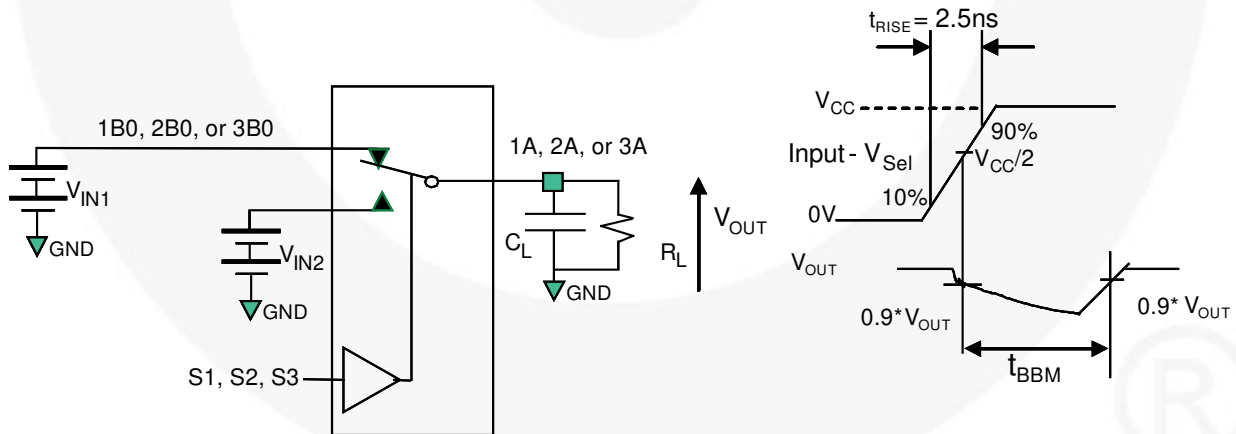 1B0, 2B0, or 3B0
V_IN1
GND
V_IN2
GND
S1, S2, S3
1A, 2A, or 3A
C_L
R_L
GND
V_OUT
t_RISE = 2.5ns
V_CC
90%
Input - V_Sel
V_CC/2
10%
0V
V_OUT
0.9* V_OUT
0.9* V_OUT
t_BBM
®